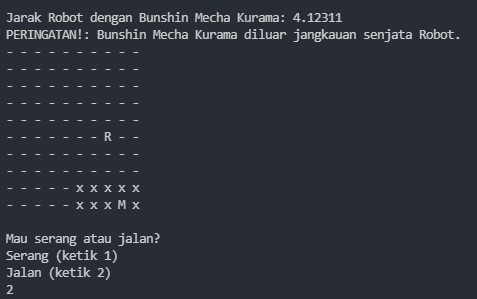 Jarak Robot dengan Bunshin Mecha Kurama: 4.12311
PERINGATAN!: Bunshin Mecha Kurama diluar jangkauan senjata Robot.
- - - - - - - - - -
- - - - - - - - - -
- - - - - - - - - -
- - - - - - - - - -
- - - - - - - - - -
- - - - - - - R - -
- - - - - - - - - -
- - - - - - - - - -
- - - - - x x x x x
- - - - - x x x M x
Mau serang atau jalan?
Serang (ketik 1)
Jalan (ketik 2)
2